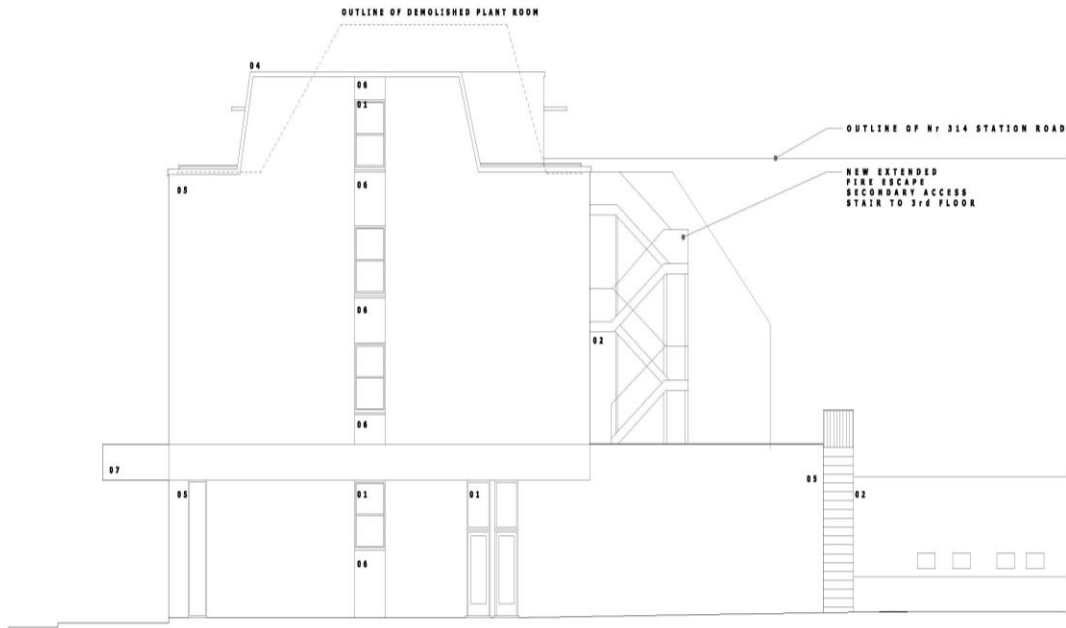 OUTLINE OF DEMOLISHED PLANT ROOM
04
06
01
OUTLINE OF Nr 314 STATION ROAD
NEW EXTENDED
FIRE ESCAPE
SECONDARY ACCESS
STAIR TO 3rd FLOOR
05
06
06
02
06
07
05
05
01
01
02
06